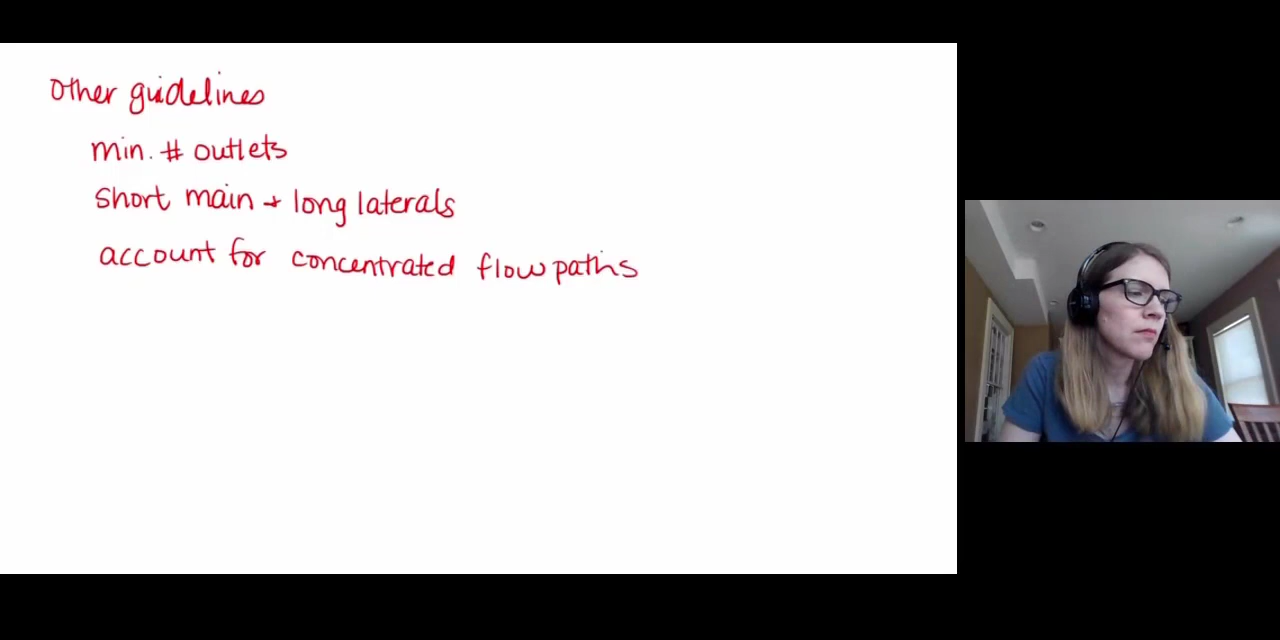 Other guidelines
min. # outlets
short main + long laterals
account for concentrated flow paths